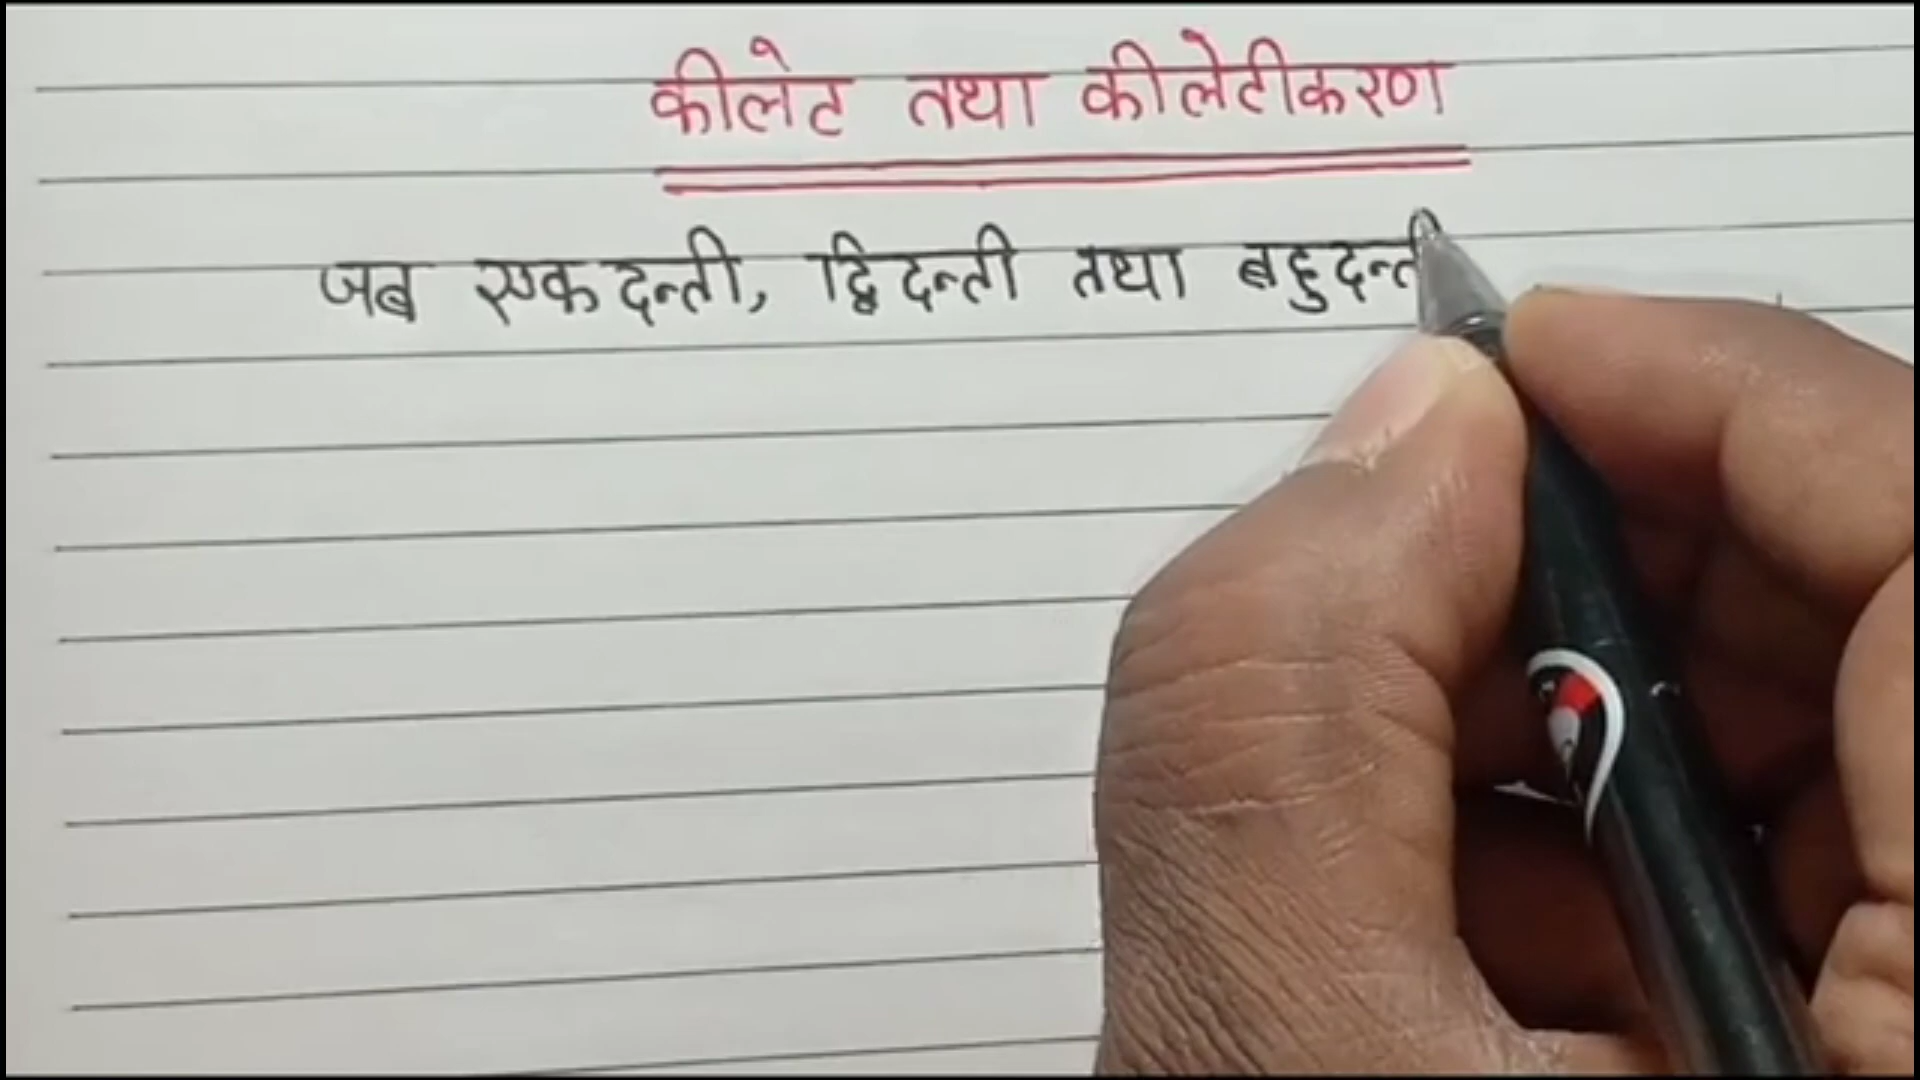 कीलेट तथा कीलेटीकरण
जब एकदन्ती, द्विदन्ती तथा बहुदन्ती